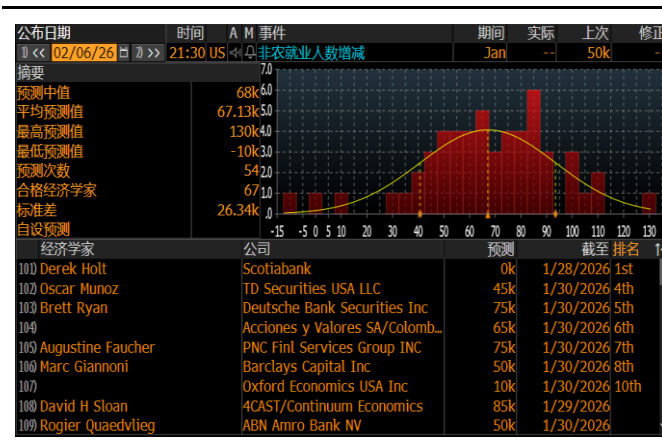 公布日期 时间 A M 事件 期间 实际 上次 修正
1) << 02/06/26 2) >> 21:30 US 非农就业人数增减 Jan -- 50k --
摘要
预测中值 68k
平均预测值 67.13k
最高预测值 130k
最低预测值 -10k
预测次数 54
合格经济学家 67
标准差 26.34k
自设预测
7.0
6.0
5.0
4.0
3.0
2.0
1.0
.0
-15 -5 0 5 10 20 30 40 50 60 70 80 90 100 110 120 130
经济学家 公司 预测 截至 排名
101) Derek Holt Scotiabank 0k 1/28/2026 1st
102) Oscar Munoz TD Securities USA LLC 45k 1/30/2026 4th
103) Brett Ryan Deutsche Bank Securities Inc 75k 1/30/2026 5th
104) Acciones y Valores SA/Colomb... 65k 1/30/2026 6th
105) Augustine Faucher PNC Finl Services Group INC 75k 1/30/2026 7th
106) Marc Giannoni Barclays Capital Inc 50k 1/30/2026 8th
107) Oxford Economics USA Inc 10k 1/30/2026 10th
108) David H Sloan 4CAST/Continuum Economics 85k 1/29/2026
109) Rogier Quaedvlieg ABN Amro Bank NV 50k 1/30/2026